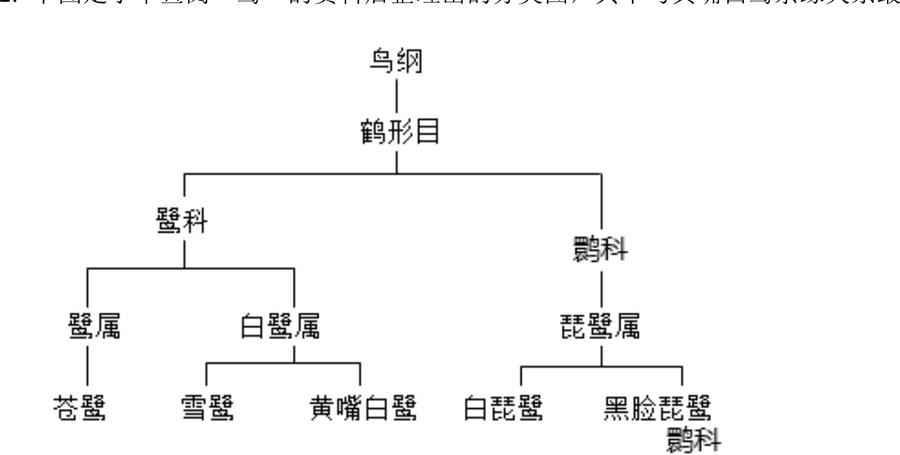 鸟纲
鹤形目
鹭科
鹮科
鹭属 白鹭属 琵鹭属
苍鹭 雪鹭 黄嘴白鹭 白琵鹭 黑脸琵鹭
鹮科